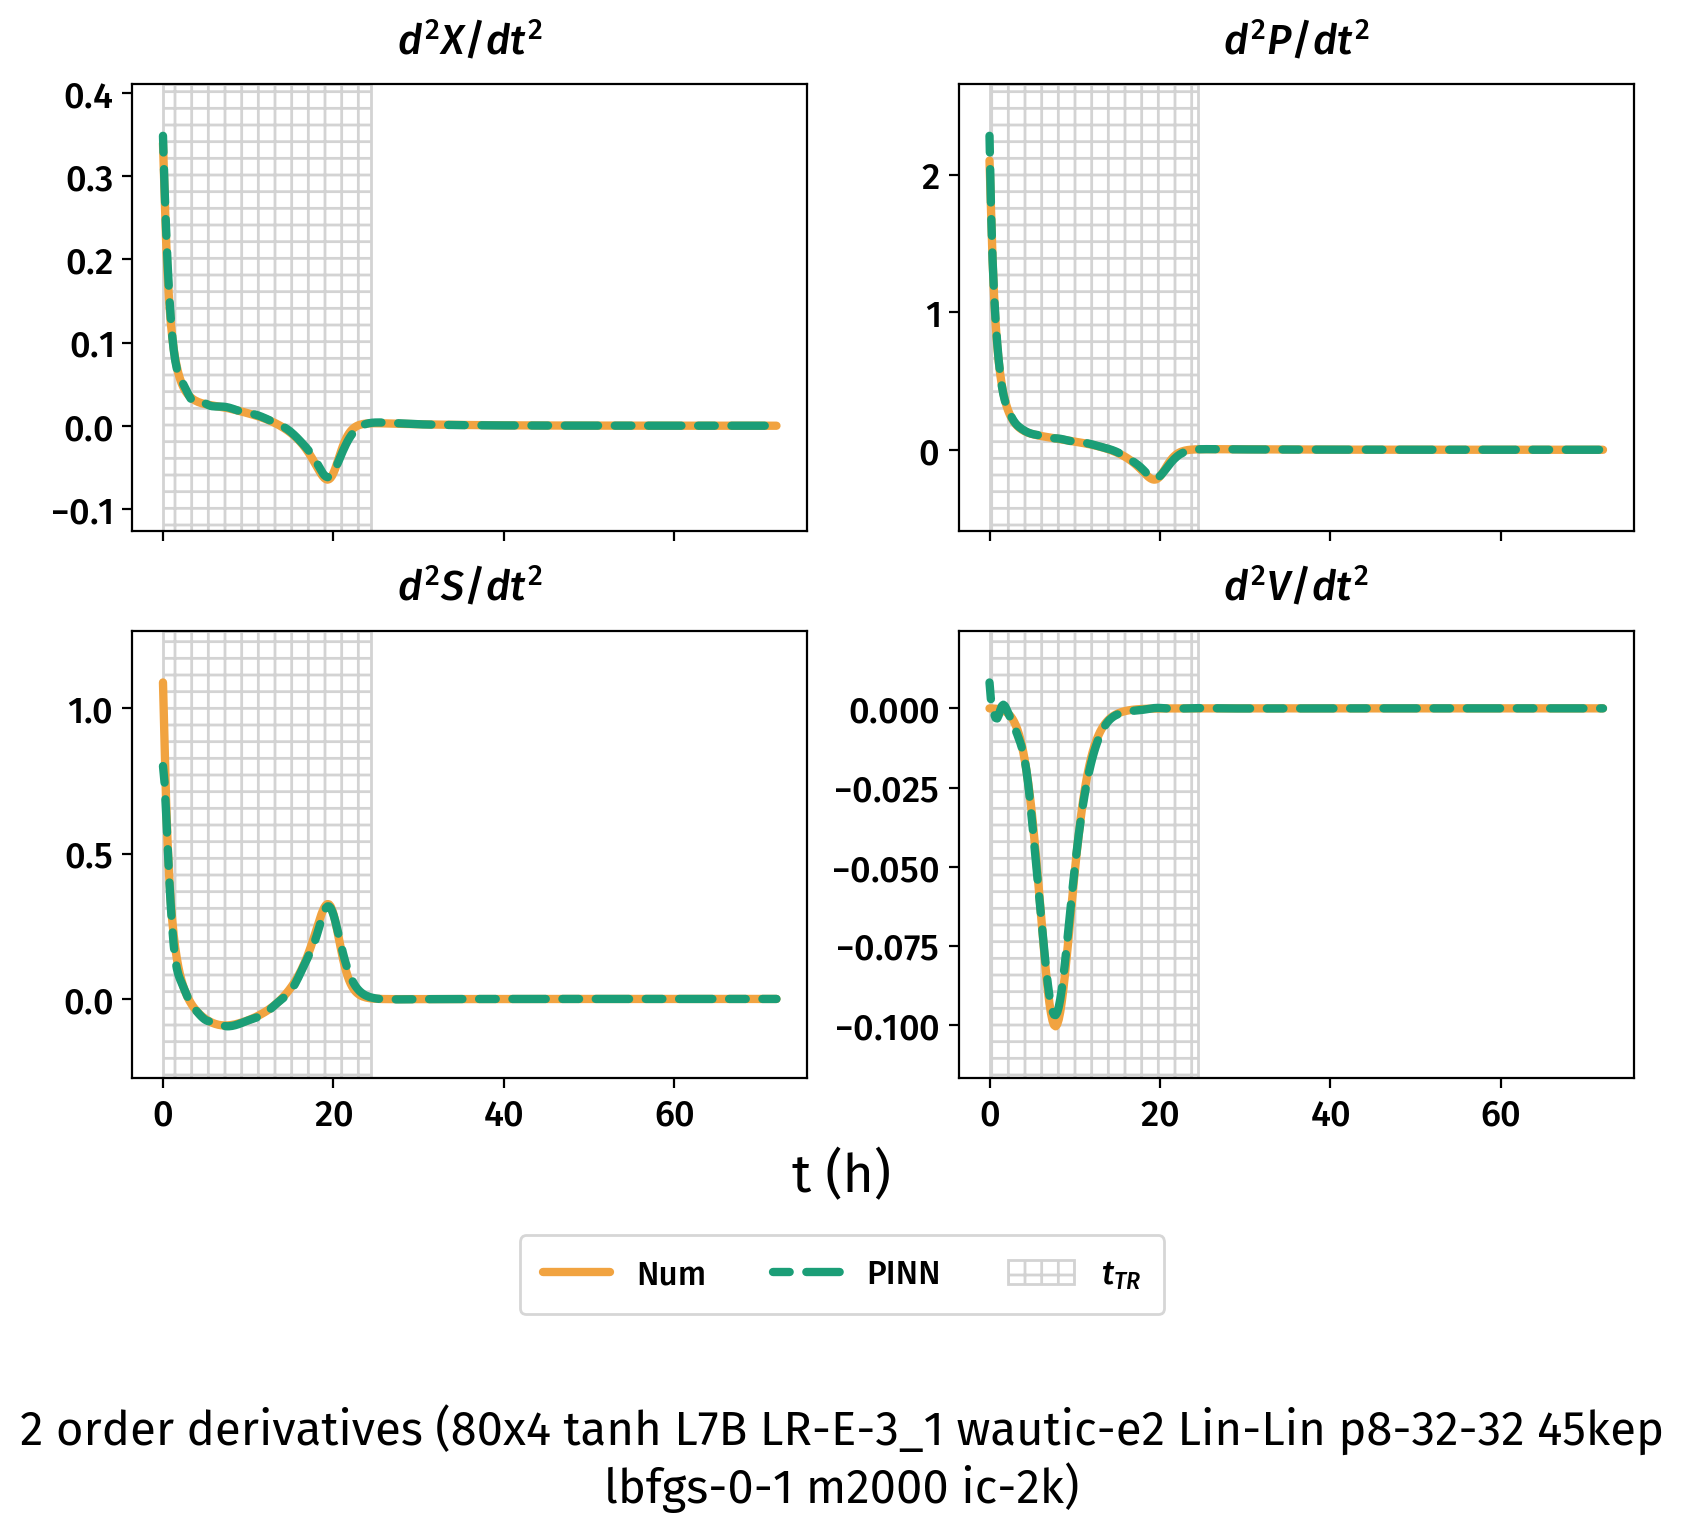 d²X/dt²
d²P/dt²
0.4
0.3
0.2
0.1
0.0
−0.1
2
1
0
d²S/dt²
d²V/dt²
1.0
0.5
0.0
0.000
−0.025
−0.050
−0.075
−0.100
0 20 40 60
0 20 40 60
t (h)
Num PINN t_TR
2 order derivatives (80x4 tanh L7B LR-E-3_1 wautic-e2 Lin-Lin p8-32-32 45kep
lbfgs-0-1 m2000 ic-2k)